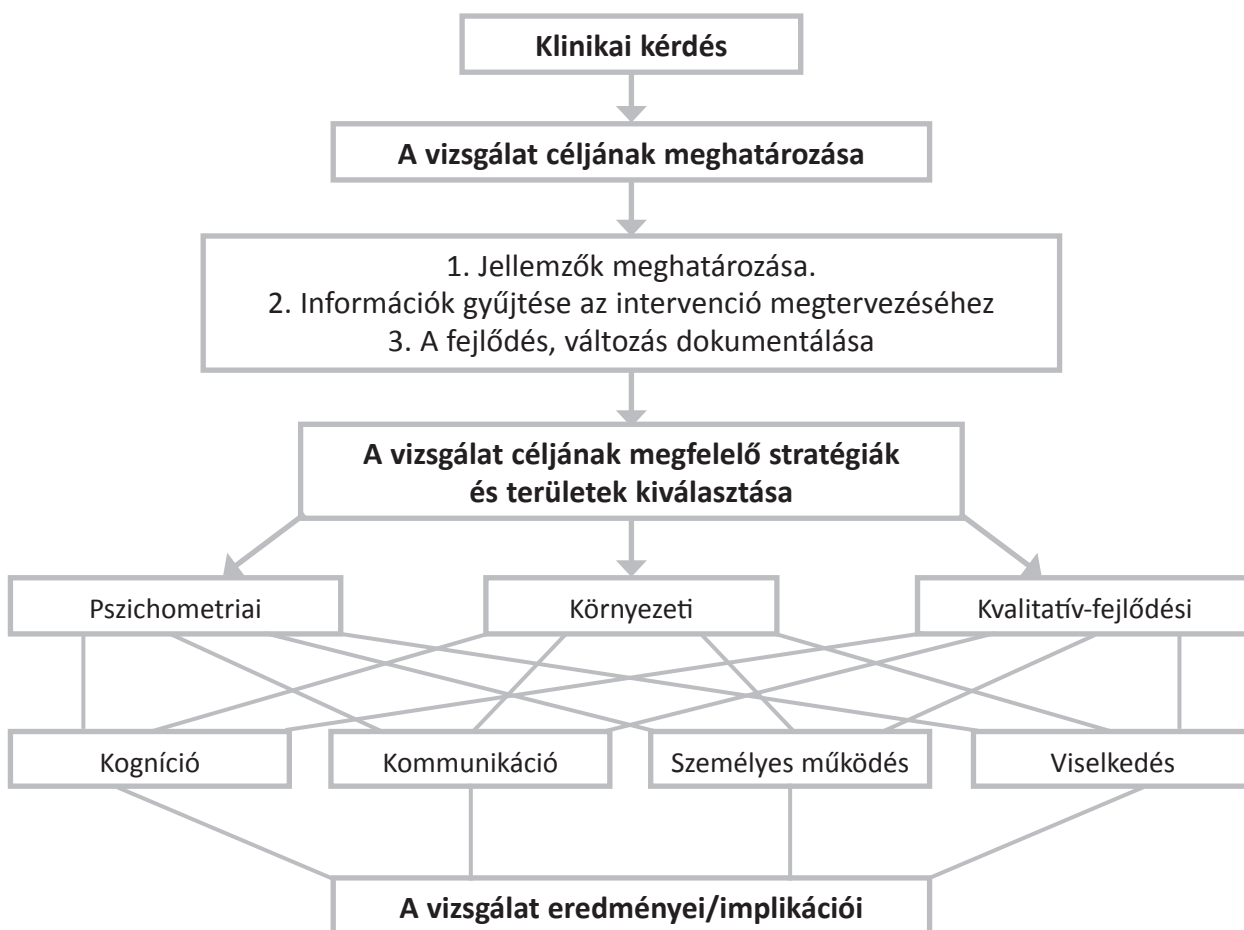 Klinikai kérdés
A vizsgálat céljának meghatározása
1. Jellemzők meghatározása.
2. Információk gyűjtése az intervenció megtervezéséhez
3. A fejlődés, változás dokumentálása
A vizsgálat céljának megfelelő stratégiák
és területek kiválasztása
Pszichometriai
Környezeti
Kvalitatív-fejlődési
Kogníció
Kommunikáció
Személyes működés
Viselkedés
A vizsgálat eredményei/implikációi